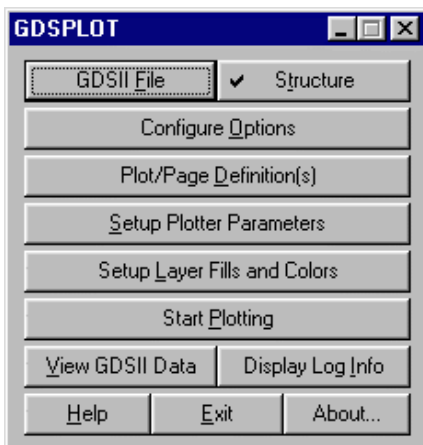 GDSPLOT
GDSII File Structure
Configure Options
Plot/Page Definition(s)
Setup Plotter Parameters
Setup Layer Fills and Colors
Start Plotting
View GDSII Data Display Log Info
Help Exit About...